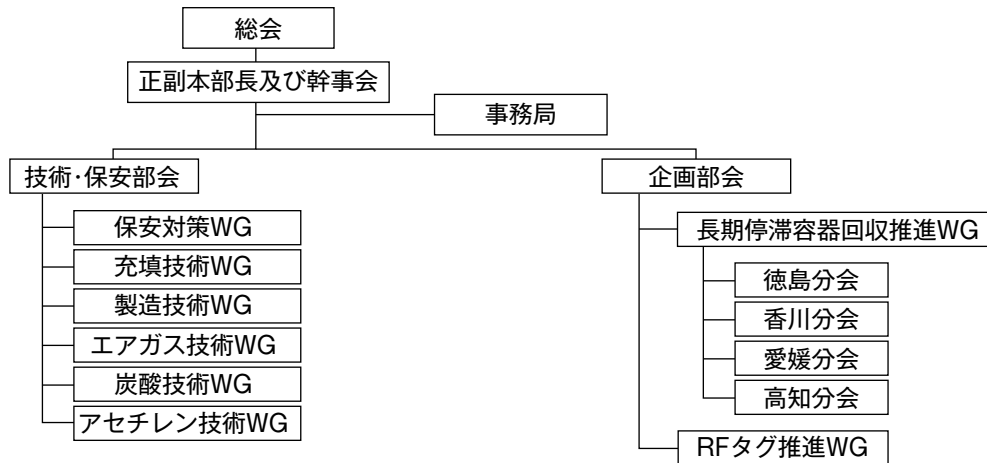 総会
正副本部長及び幹事会
事務局
技術･保安部会
保安対策WG
充填技術WG
製造技術WG
エアガス技術WG
炭酸技術WG
アセチレン技術WG
企画部会
長期停滞容器回収推進WG
徳島分会
香川分会
愛媛分会
高知分会
RFタグ推進WG